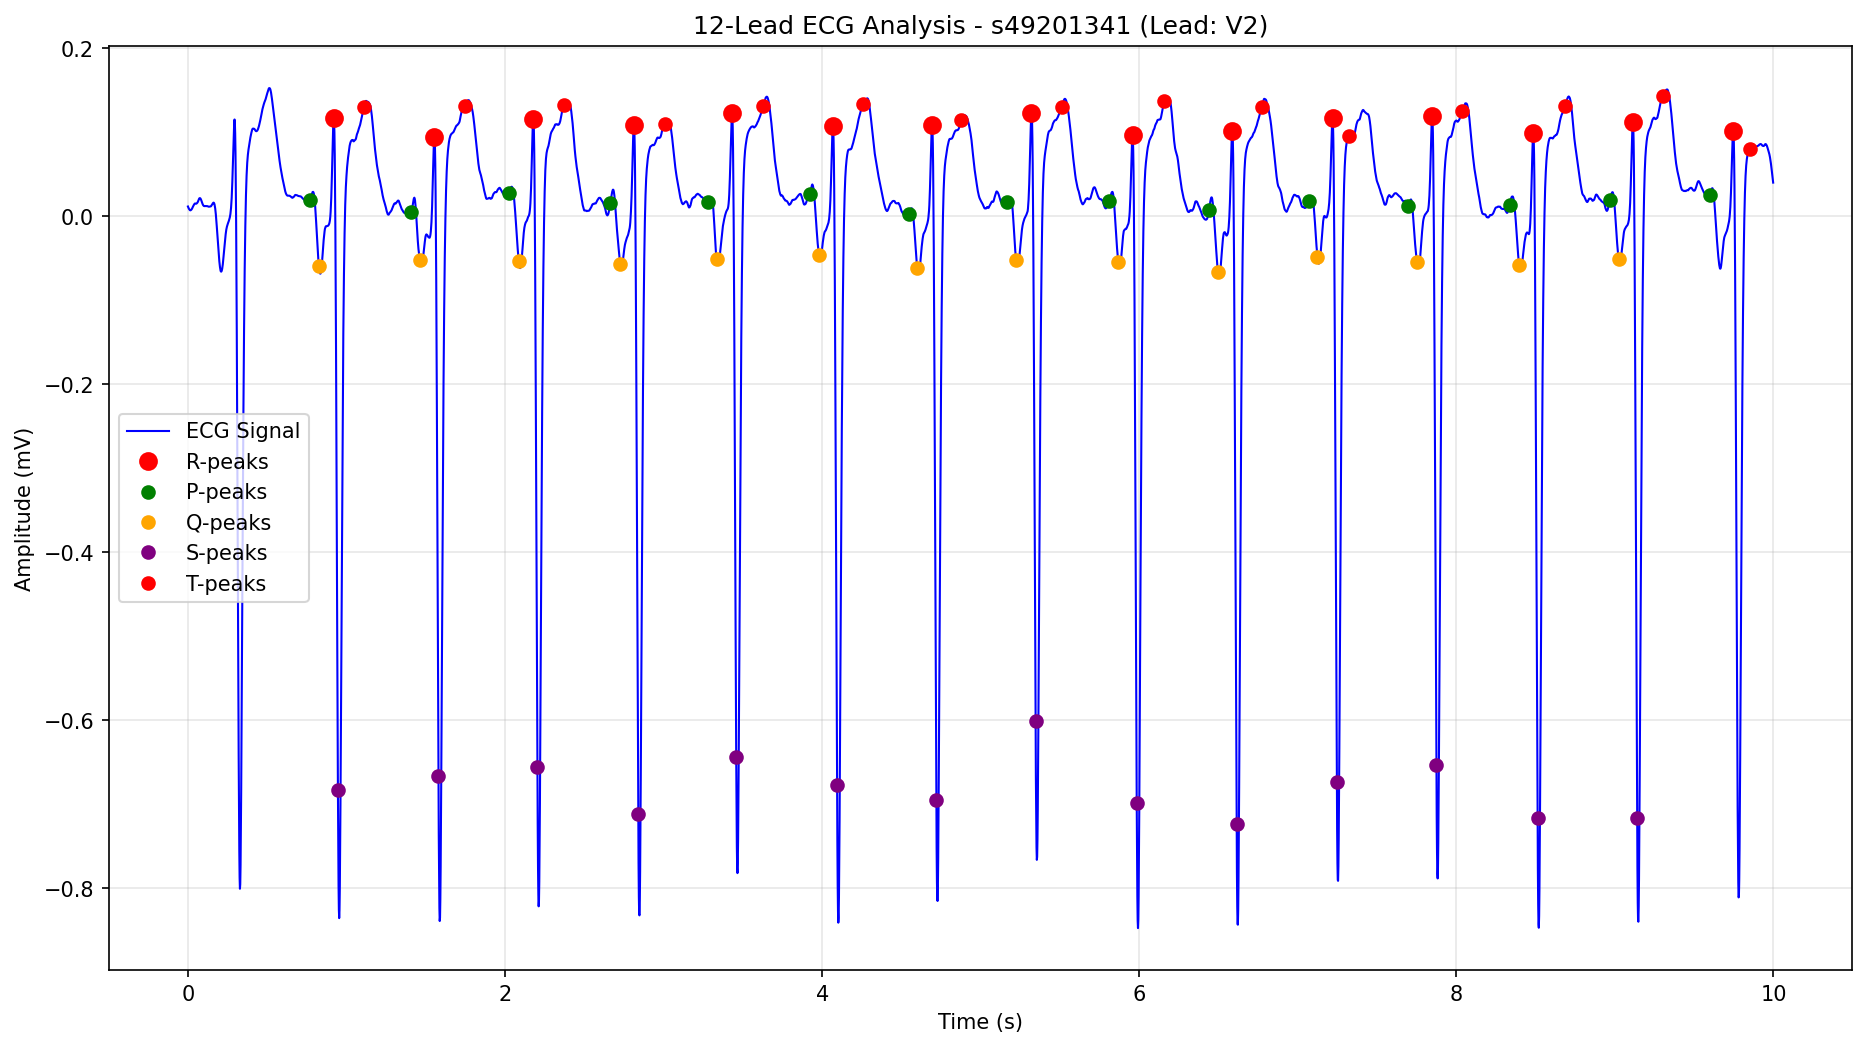 12-Lead ECG Analysis - s49201341 (Lead: V2)
Amplitude (mV)
0.2
0.0
−0.2
−0.4
−0.6
−0.8
ECG Signal
R-peaks
P-peaks
Q-peaks
S-peaks
T-peaks
0 2 4 6 8 10
Time (s)